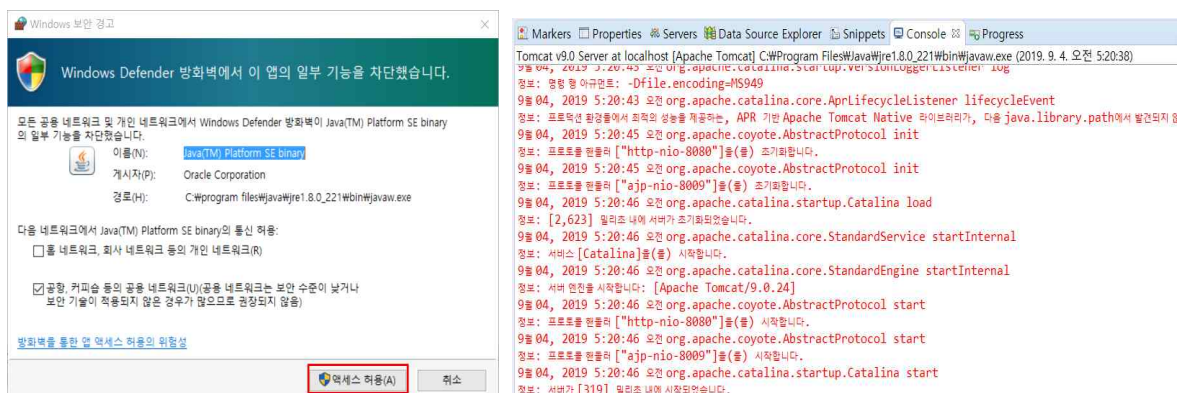 Windows 보안 경고
Windows Defender 방화벽에서 이 앱의 일부 기능을 차단했습니다.
모든 공용 네트워크 및 개인 네트워크에서 Windows Defender 방화벽이 Java(TM) Platform SE binary
의 일부 기능을 차단했습니다.
이름(N): Java(TM) Platform SE binary
게시자(P): Oracle Corporation
경로(H): C:₩program files₩java₩jre1.8.0_221₩bin₩javaw.exe
다음 네트워크에서 Java(TM) Platform SE binary의 통신 허용:
홈 네트워크, 회사 네트워크 등의 개인 네트워크(R)
공항, 커피숍 등의 공용 네트워크(U)(공용 네트워크는 보안 수준이 낮거나
보안 기술이 적용되지 않은 경우가 많으므로 권장되지 않음)
방화벽을 통한 앱 액세스 허용의 위험성
액세스 허용(A) 취소
Markers Properties Servers Data Source Explorer Snippets Console Progress
Tomcat v9.0 Server at localhost [Apache Tomcat] C:₩Program Files₩Java₩jre1.8.0_221₩bin₩javaw.exe (2019. 9. 4. 오전 5:20:38)
9월 04, 2019 5:20:43 오전 org.apache.catalina.startup.VersionLoggerListener log
정보: 명령 행 아규먼트: -Dfile.encoding=MS949
9월 04, 2019 5:20:43 오전 org.apache.catalina.core.AprLifecycleListener lifecycleEvent
정보: 프로덕션 환경들에서 최적의 성능을 제공하는, APR 기반 Apache Tomcat Native 라이브러리가, 다음 java.library.path에서 발견되지 않
9월 04, 2019 5:20:45 오전 org.apache.coyote.AbstractProtocol init
정보: 프로토콜 핸들러 ["http-nio-8080"]을(를) 초기화합니다.
9월 04, 2019 5:20:45 오전 org.apache.coyote.AbstractProtocol init
정보: 프로토콜 핸들러 ["ajp-nio-8009"]을(를) 초기화합니다.
9월 04, 2019 5:20:46 오전 org.apache.catalina.startup.Catalina load
정보: [2,623] 밀리초 내에 서버가 초기화되었습니다.
9월 04, 2019 5:20:46 오전 org.apache.catalina.core.StandardService startInternal
정보: 서비스 [Catalina]을(를) 시작합니다.
9월 04, 2019 5:20:46 오전 org.apache.catalina.core.StandardEngine startInternal
정보: 서버 엔진을 시작합니다: [Apache Tomcat/9.0.24]
9월 04, 2019 5:20:46 오전 org.apache.coyote.AbstractProtocol start
정보: 프로토콜 핸들러 ["http-nio-8080"]을(를) 시작합니다.
9월 04, 2019 5:20:46 오전 org.apache.coyote.AbstractProtocol start
정보: 프로토콜 핸들러 ["ajp-nio-8009"]을(를) 시작합니다.
9월 04, 2019 5:20:46 오전 org.apache.catalina.startup.Catalina start
정보: 서버가 [319] 밀리초 내에 시작되었습니다.